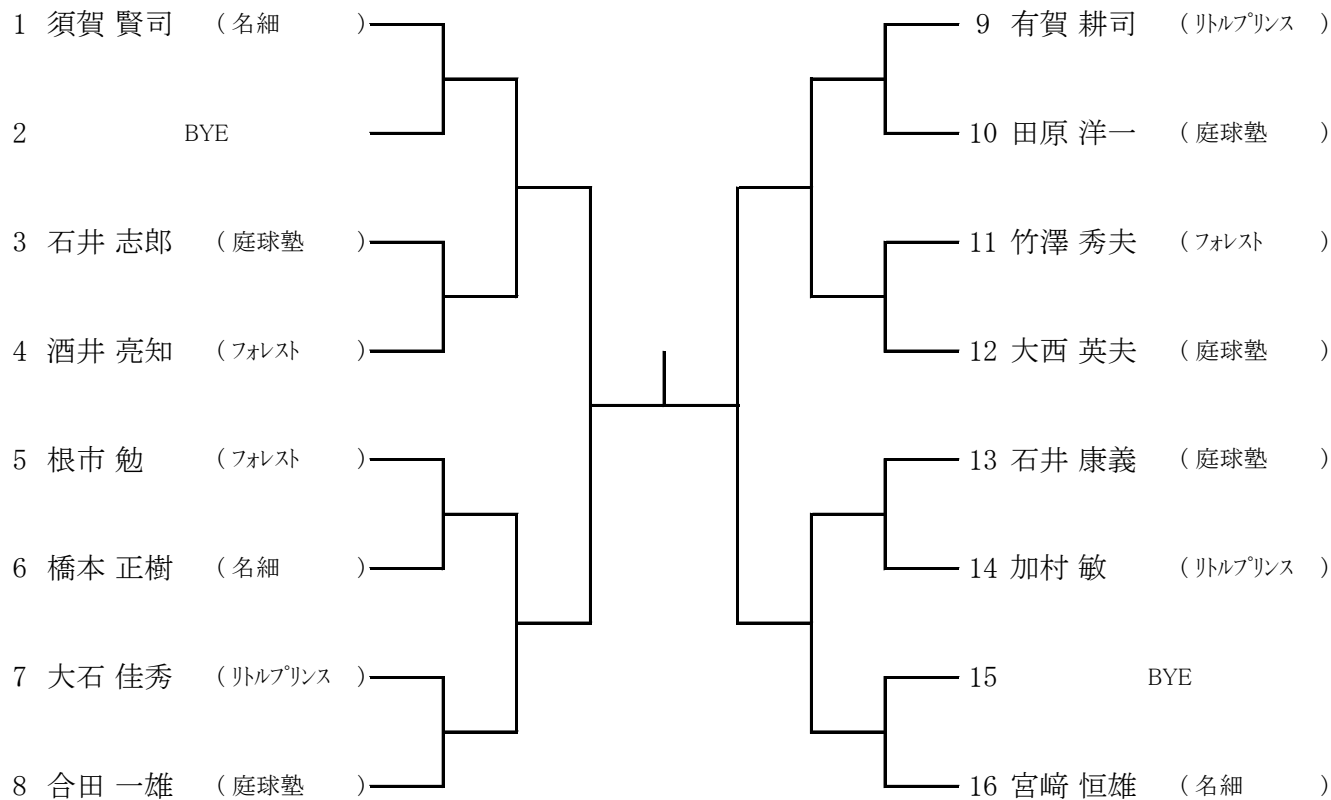 1 須賀 賢司 （ 名細 ）
2 BYE
3 石井 志郎 （ 庭球塾 ）
4 酒井 亮知 （ フォレスト ）
5 根市 勉 （ フォレスト ）
6 橋本 正樹 （ 名細 ）
7 大石 佳秀 （ リトルプリンス ）
8 合田 一雄 （ 庭球塾 ）
9 有賀 耕司 （ リトルプリンス ）
10 田原 洋一 （ 庭球塾 ）
11 竹澤 秀夫 （ フォレスト ）
12 大西 英夫 （ 庭球塾 ）
13 石井 康義 （ 庭球塾 ）
14 加村 敏 （ リトルプリンス ）
15 BYE
16 宮﨑 恒雄 （ 名細 ）